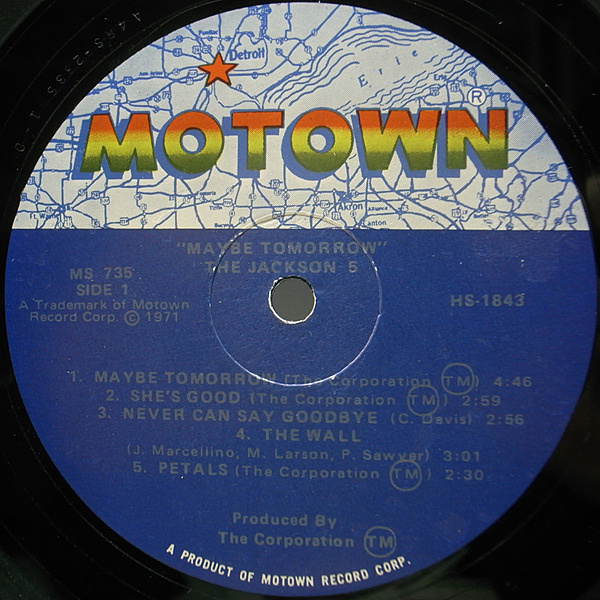 Detroit
Erie
Erie
MOTOWN®
Akron
Alliance
Canton
"MAYBE TOMORROW"
THE JACKSON 5
MS 735
SIDE 1
A Trademark of Motown
Record Corp. © 1971
HS-1843
1. MAYBE TOMORROW (The Corporation TM) 4:46
2. SHE'S GOOD (The Corporation TM) 2:59
3. NEVER CAN SAY GOODBYE (C. Davis) 2:56
4. THE WALL
(J. Marcellino, M. Larson, P. Sawyer) 3:01
5. PETALS (The Corporation TM) 2:30
Produced By
The Corporation TM
A PRODUCT OF MOTOWN RECORD CORP.